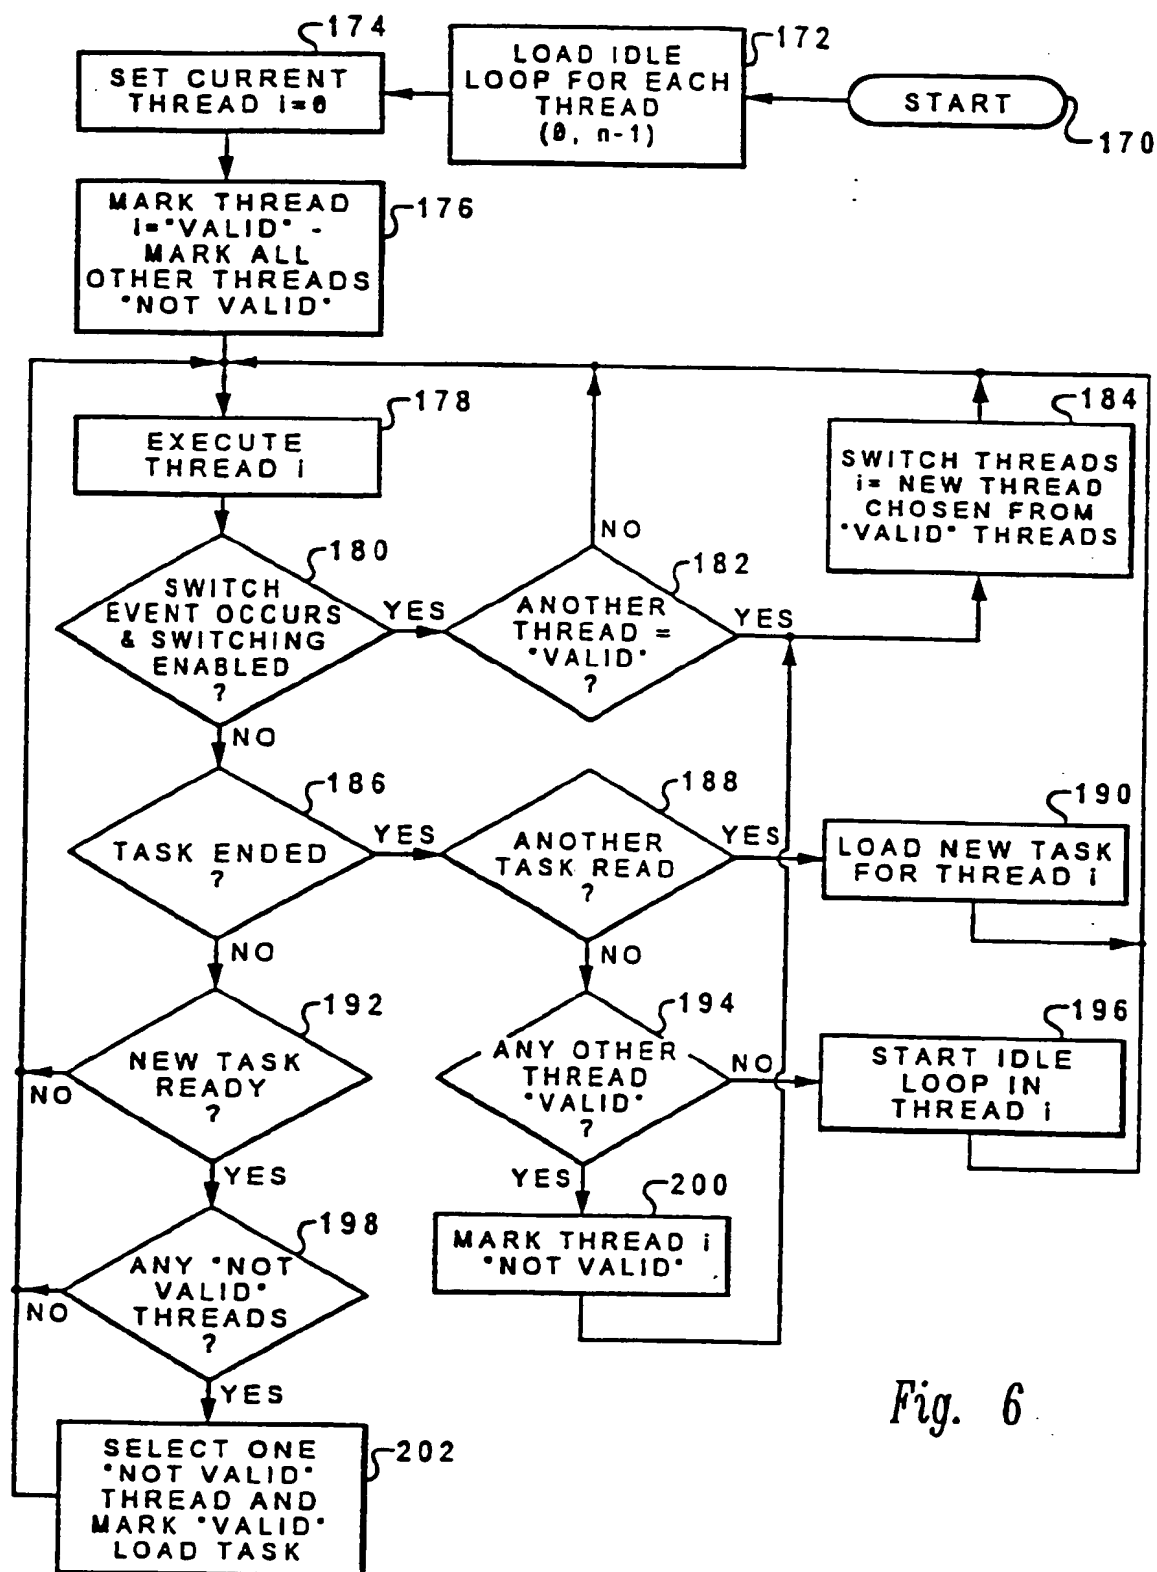 174
SET CURRENT
THREAD i=0
LOAD IDLE
LOOP FOR EACH
THREAD
(0, n-1)
172
START
170
MARK THREAD
i="VALID" -
MARK ALL
OTHER THREADS
"NOT VALID"
176
178
EXECUTE
THREAD i
184
SWITCH THREADS
i= NEW THREAD
CHOSEN FROM
"VALID" THREADS
180
SWITCH
EVENT OCCURS
& SWITCHING
ENABLED
?
YES
NO
182
ANOTHER
THREAD =
"VALID"
?
NO
YES
186
TASK ENDED
?
YES
NO
188
ANOTHER
TASK READ
?
YES
NO
190
LOAD NEW TASK
FOR THREAD i
192
NEW TASK
READY
?
NO
YES
194
ANY OTHER
THREAD
"VALID"
?
NO
YES
196
START IDLE
LOOP IN
THREAD i
198
ANY "NOT
VALID"
THREADS
?
NO
YES
200
MARK THREAD i
"NOT VALID"
202
SELECT ONE
"NOT VALID"
THREAD AND
MARK "VALID"
LOAD TASK
Fig. 6